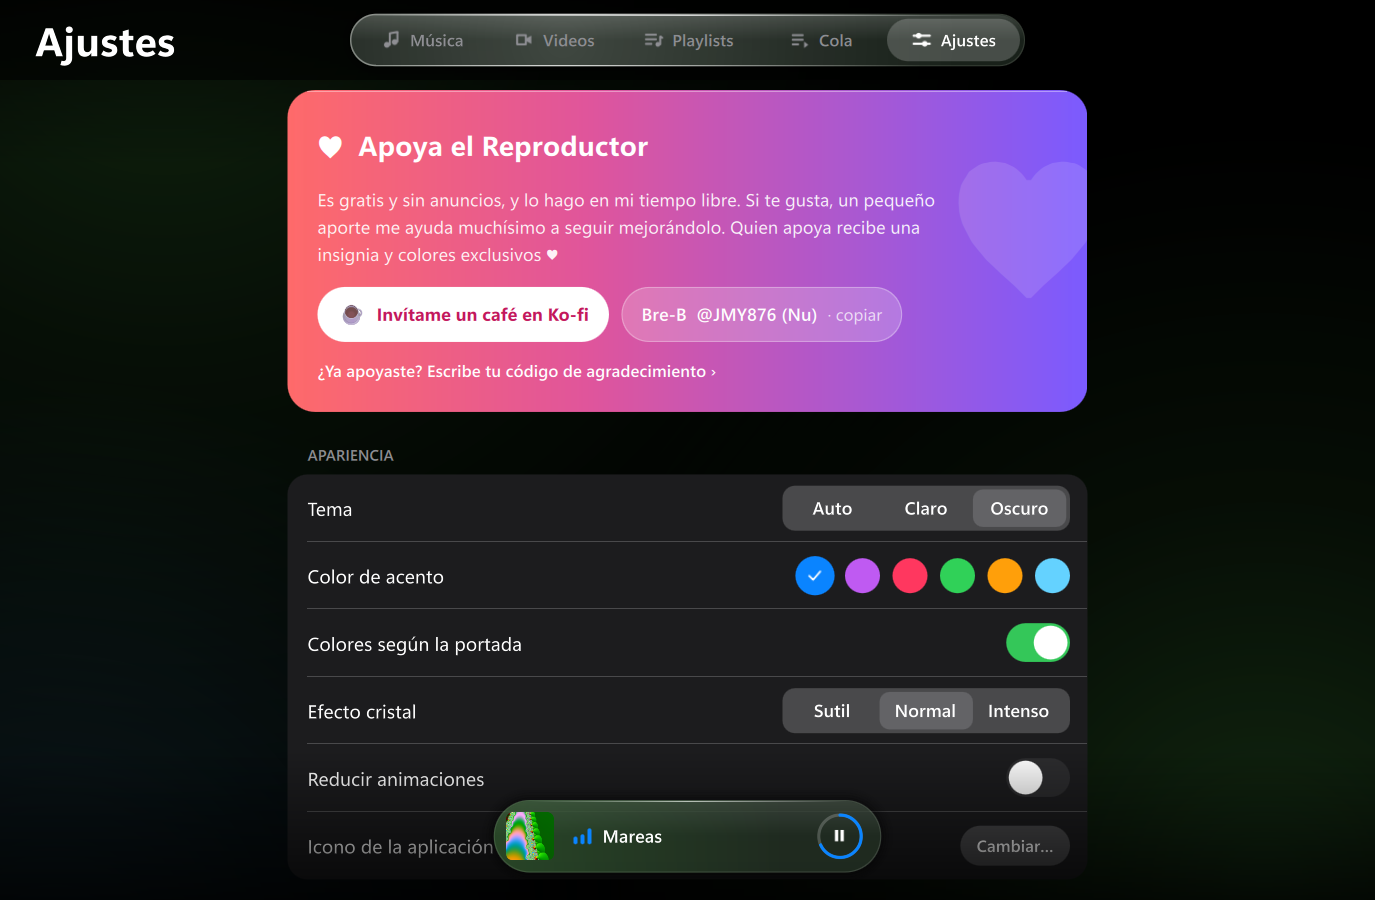 Ajustes
Música
Videos
Playlists
Cola
Ajustes
Apoya el Reproductor
Es gratis y sin anuncios, y lo hago en mi tiempo libre. Si te gusta, un pequeño
aporte me ayuda muchísimo a seguir mejorándolo. Quien apoya recibe una
insignia y colores exclusivos ♥
Invítame un café en Ko-fi
Bre-B @JMY876 (Nu) · copiar
¿Ya apoyaste? Escribe tu código de agradecimiento ›
APARIENCIA
Tema
Auto
Claro
Oscuro
Color de acento
Colores según la portada
Efecto cristal
Sutil
Normal
Intenso
Reducir animaciones
Icono de la aplicación
Cambiar...
Mareas